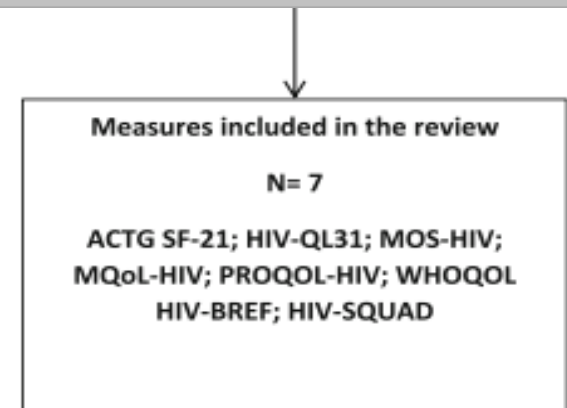 Measures included in the review
N= 7
ACTG SF-21; HIV-QL31; MOS-HIV;
MQoL-HIV; PROQOL-HIV; WHOQOL
HIV-BREF; HIV-SQUAD